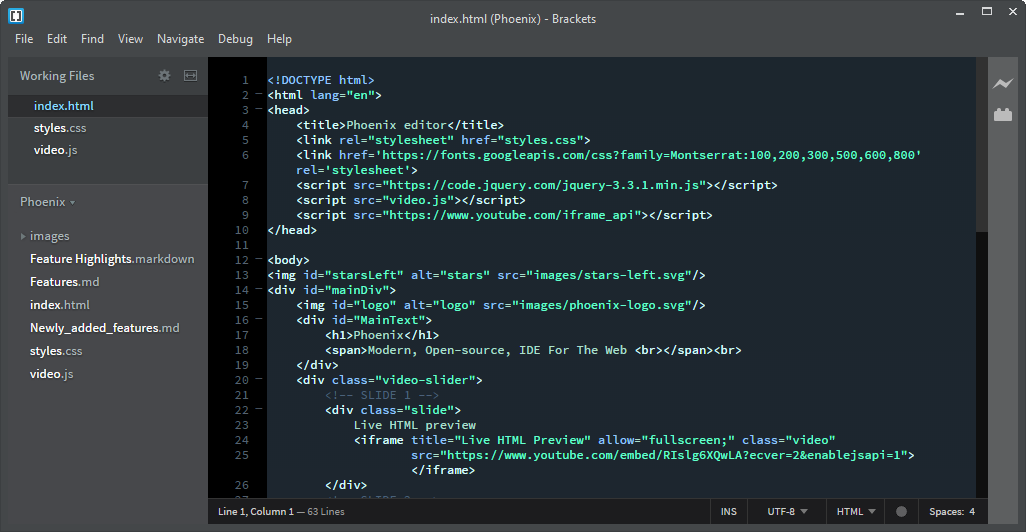 index.html (Phoenix) - Brackets
File Edit Find View Navigate Debug Help
Working Files
index.html
styles.css
video.js
Phoenix
images
Feature Highlights.markdown
Features.md
index.html
Newly_added_features.md
styles.css
video.js
1 <!DOCTYPE html>
2 <html lang="en">
3 <head>
4 <title>Phoenix editor</title>
5 <link rel="stylesheet" href="styles.css">
6 <link href='https://fonts.googleapis.com/css?family=Montserrat:100,200,300,500,600,800'
rel='stylesheet'>
7 <script src="https://code.jquery.com/jquery-3.3.1.min.js"></script>
8 <script src="video.js"></script>
9 <script src="https://www.youtube.com/iframe_api"></script>
10 </head>
11
12 <body>
13 <img id="starsLeft" alt="stars" src="images/stars-left.svg"/>
14 <div id="mainDiv">
15 <img id="logo" alt="logo" src="images/phoenix-logo.svg"/>
16 <div id="MainText">
17 <h1>Phoenix</h1>
18 <span>Modern, Open-source, IDE For The Web <br></span><br>
19 </div>
20 <div class="video-slider">
21 <!-- SLIDE 1 -->
22 <div class="slide">
23 Live HTML preview
24 <iframe title="Live HTML Preview" allow="fullscreen;" class="video"
25 src="https://www.youtube.com/embed/RIslg6XQwLA?ecver=2&enablejsapi=1">
</iframe>
26 </div>
Line 1, Column 1 — 63 Lines
INS UTF-8 HTML Spaces: 4